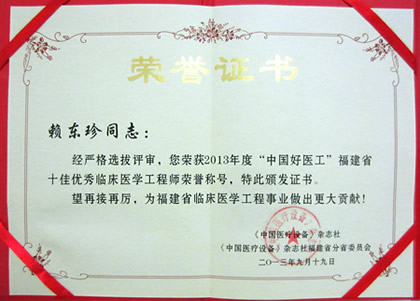 荣誉证书
赖东珍同志：
经严格选拔评审，您荣获2013年度“中国好医工”福建省
十佳优秀临床医学工程师荣誉称号，特此颁发证书。
望再接再厉，为福建省临床医学工程事业做出更大贡献！
《中国医疗设备》杂志社
《中国医疗设备》杂志社福建省分省委员会
二〇一三年九月十九日